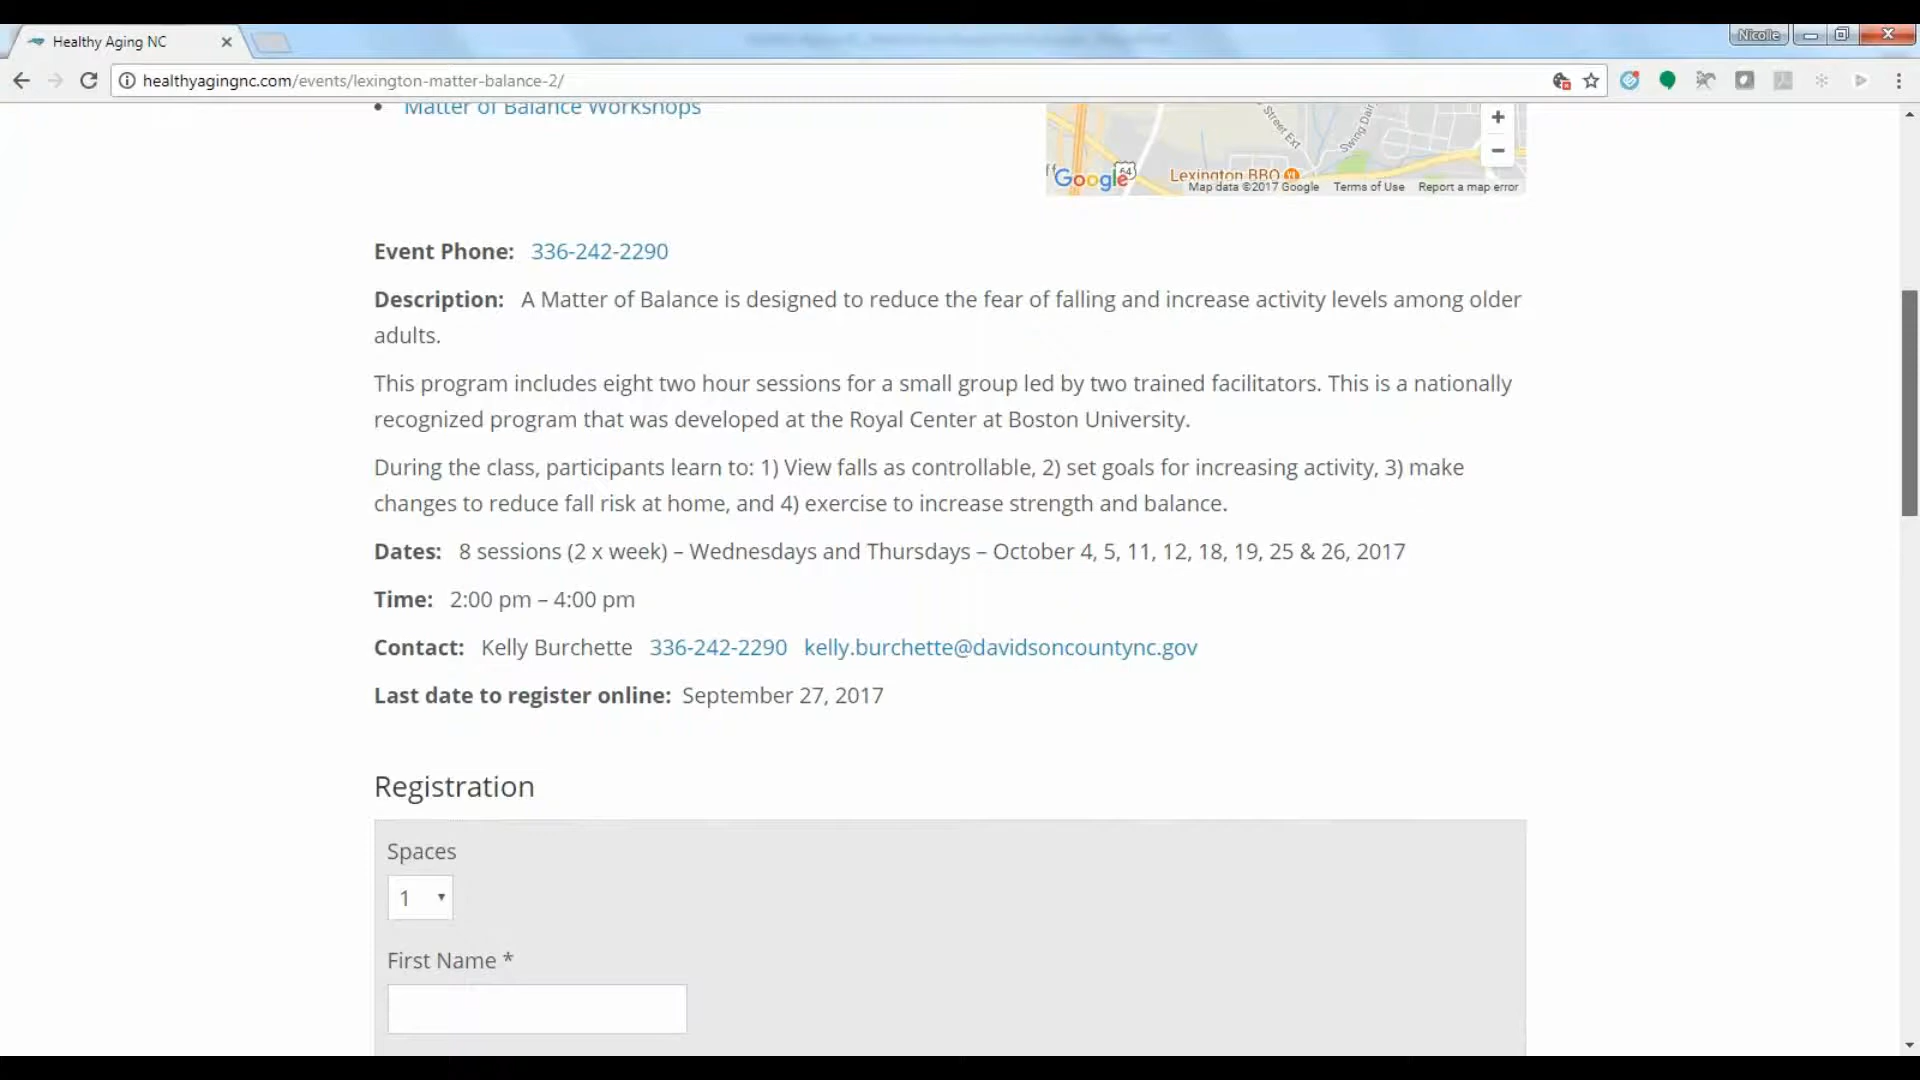 Healthy Aging NC
Nicolle
healthyagingnc.com/events/lexington-matter-balance-2/
Matter of Balance Workshops
Street Ext
Swing Dai
64
Lexington BBQ
Google
Map data ©2017 Google Terms of Use Report a map error
Event Phone: 336-242-2290
Description: A Matter of Balance is designed to reduce the fear of falling and increase activity levels among older
adults.
This program includes eight two hour sessions for a small group led by two trained facilitators. This is a nationally
recognized program that was developed at the Royal Center at Boston University.
During the class, participants learn to: 1) View falls as controllable, 2) set goals for increasing activity, 3) make
changes to reduce fall risk at home, and 4) exercise to increase strength and balance.
Dates: 8 sessions (2 x week) – Wednesdays and Thursdays – October 4, 5, 11, 12, 18, 19, 25 & 26, 2017
Time: 2:00 pm – 4:00 pm
Contact: Kelly Burchette 336-242-2290 kelly.burchette@davidsoncountync.gov
Last date to register online: September 27, 2017
Registration
Spaces
1
First Name *